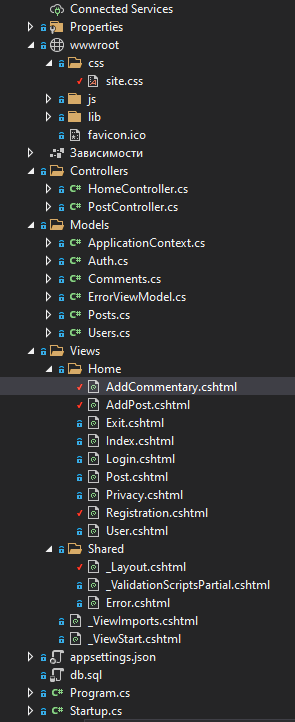 Connected Services
Properties
wwwroot
css
site.css
js
lib
favicon.ico
Зависимости
Controllers
C# HomeController.cs
C# PostController.cs
Models
C# ApplicationContext.cs
C# Auth.cs
C# Comments.cs
C# ErrorViewModel.cs
C# Posts.cs
C# Users.cs
Views
Home
AddCommentary.cshtml
AddPost.cshtml
Exit.cshtml
Index.cshtml
Login.cshtml
Post.cshtml
Privacy.cshtml
Registration.cshtml
User.cshtml
Shared
_Layout.cshtml
_ValidationScriptsPartial.cshtml
Error.cshtml
_ViewImports.cshtml
_ViewStart.cshtml
appsettings.json
db.sql
C# Program.cs
C# Startup.cs